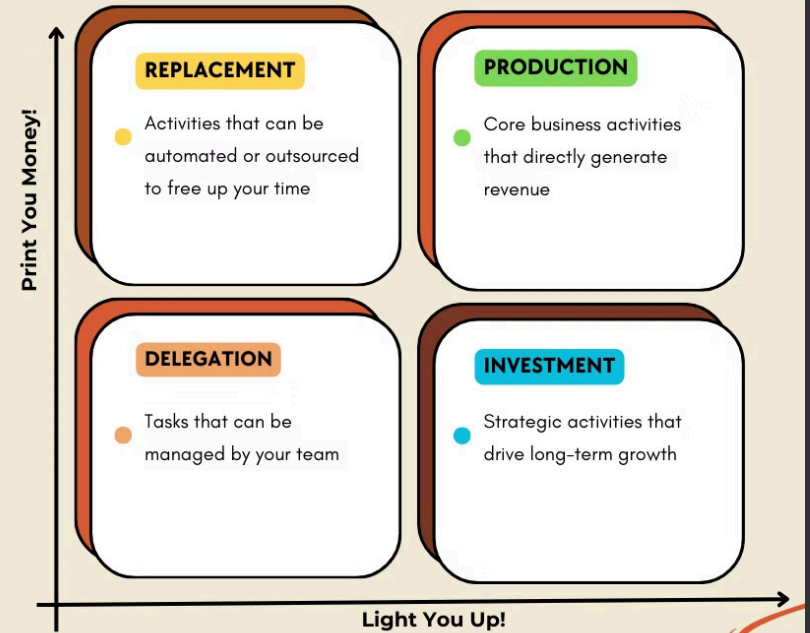 Print You Money!
REPLACEMENT
Activities that can be
automated or outsourced
to free up your time
PRODUCTION
Core business activities
that directly generate
revenue
DELEGATION
Tasks that can be
managed by your team
INVESTMENT
Strategic activities that
drive long-term growth
Light You Up!